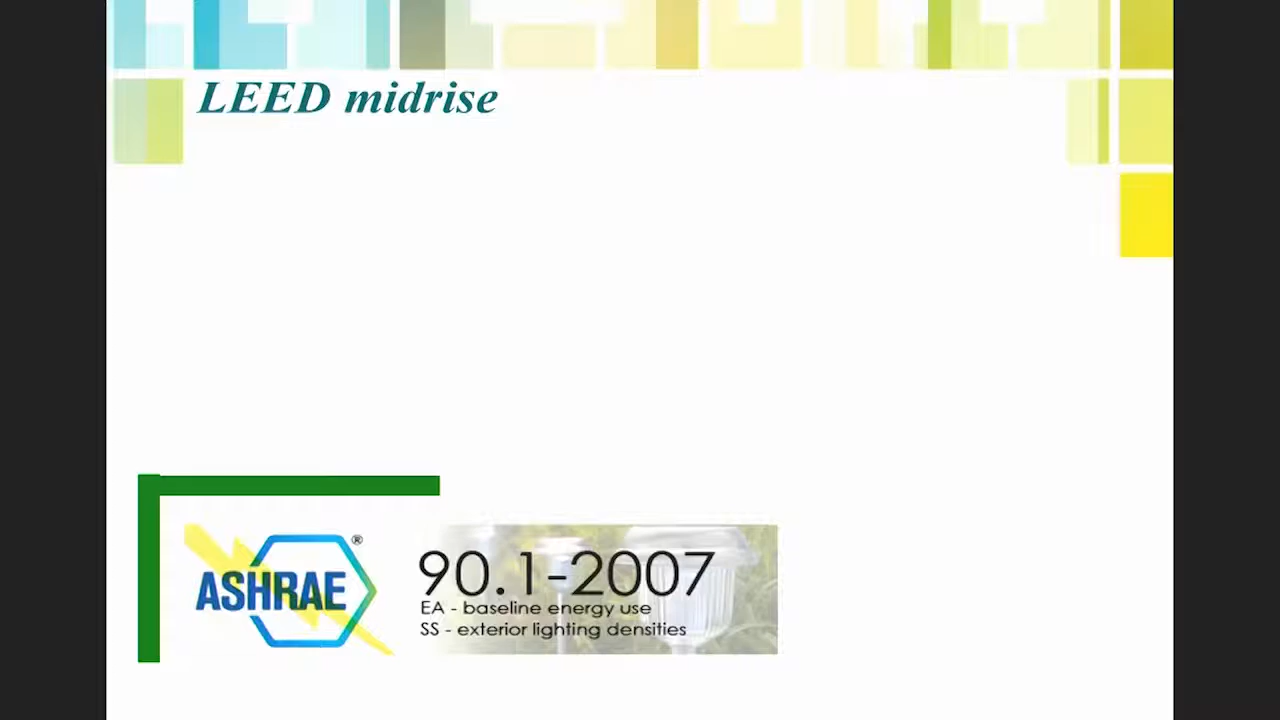 LEED midrise
ASHRAE®
90.1-2007
EA - baseline energy use
SS - exterior lighting densities